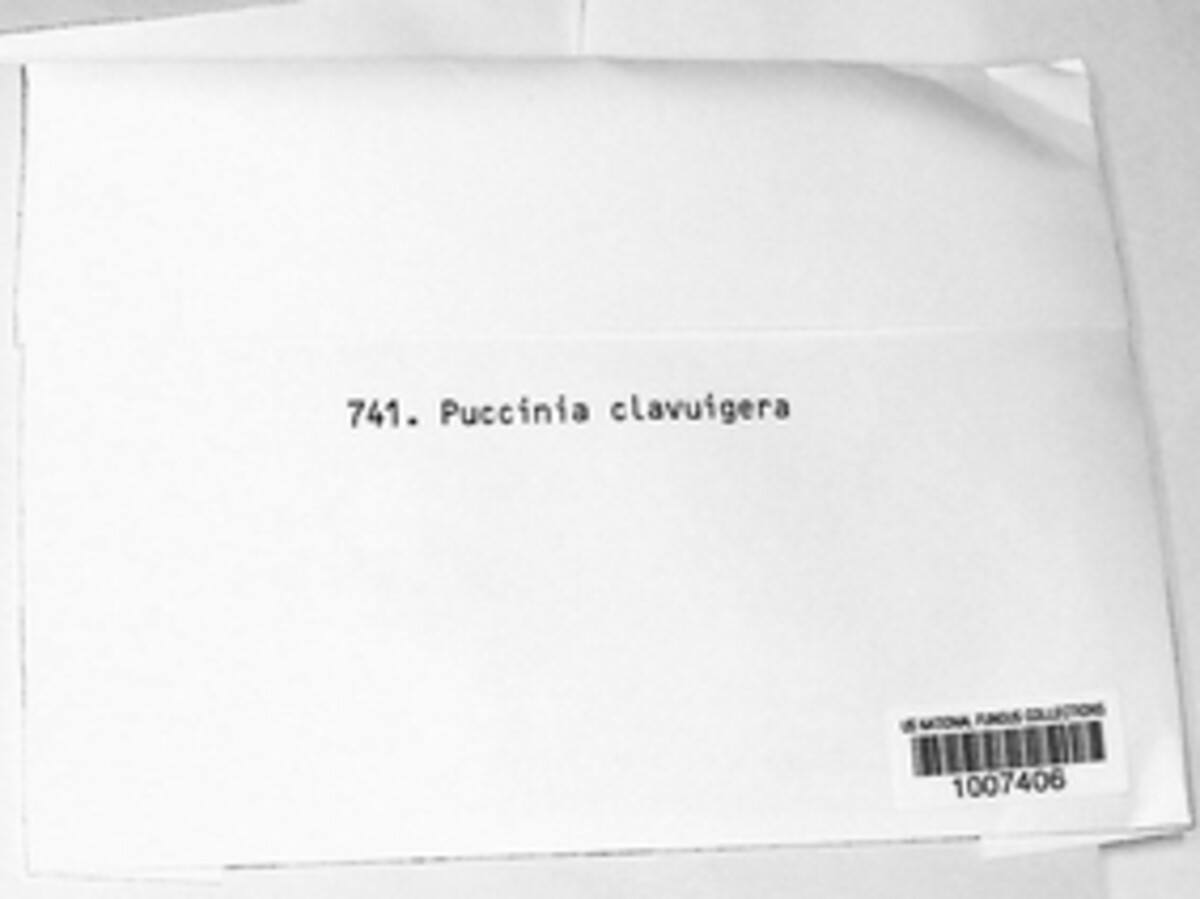 741. Puccinia clavuigera
US NATIONAL FUNGUS COLLECTIONS
1007406